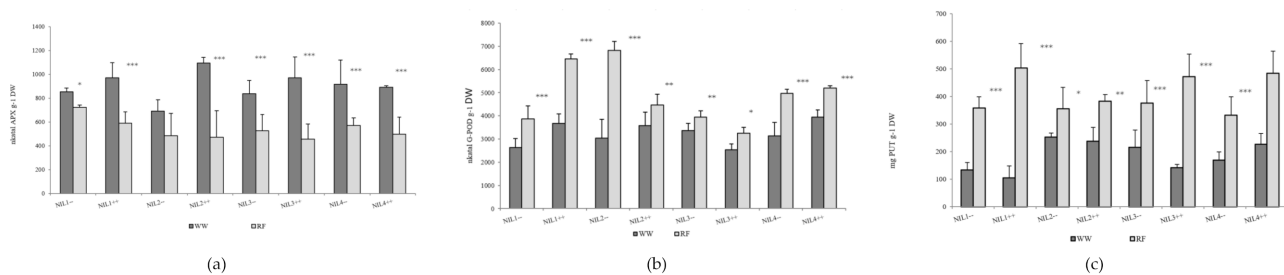 1400
1200
1000
800
600
400
200
0
nkatal APX g-1 DW
* *** *** *** *** *** ***
NIL1-- NIL1++ NIL2-- NIL2++ NIL3-- NIL3++ NIL4-- NIL4++
WW RF
(a)
8000
7000
6000
5000
4000
3000
2000
1000
0
nkatal G-POD g-1 DW
*** *** *** ** ** * *** ***
NIL1-- NIL1++ NIL2-- NIL2++ NIL3-- NIL3++ NIL4-- NIL4++
WW RF
(b)
700
600
500
400
300
200
100
0
mg PUT g-1 DW
*** *** * ** *** *** ***
NIL1-- NIL1++ NIL2-- NIL2++ NIL3-- NIL3++ NIL4-- NIL4++
WW RF
(c)